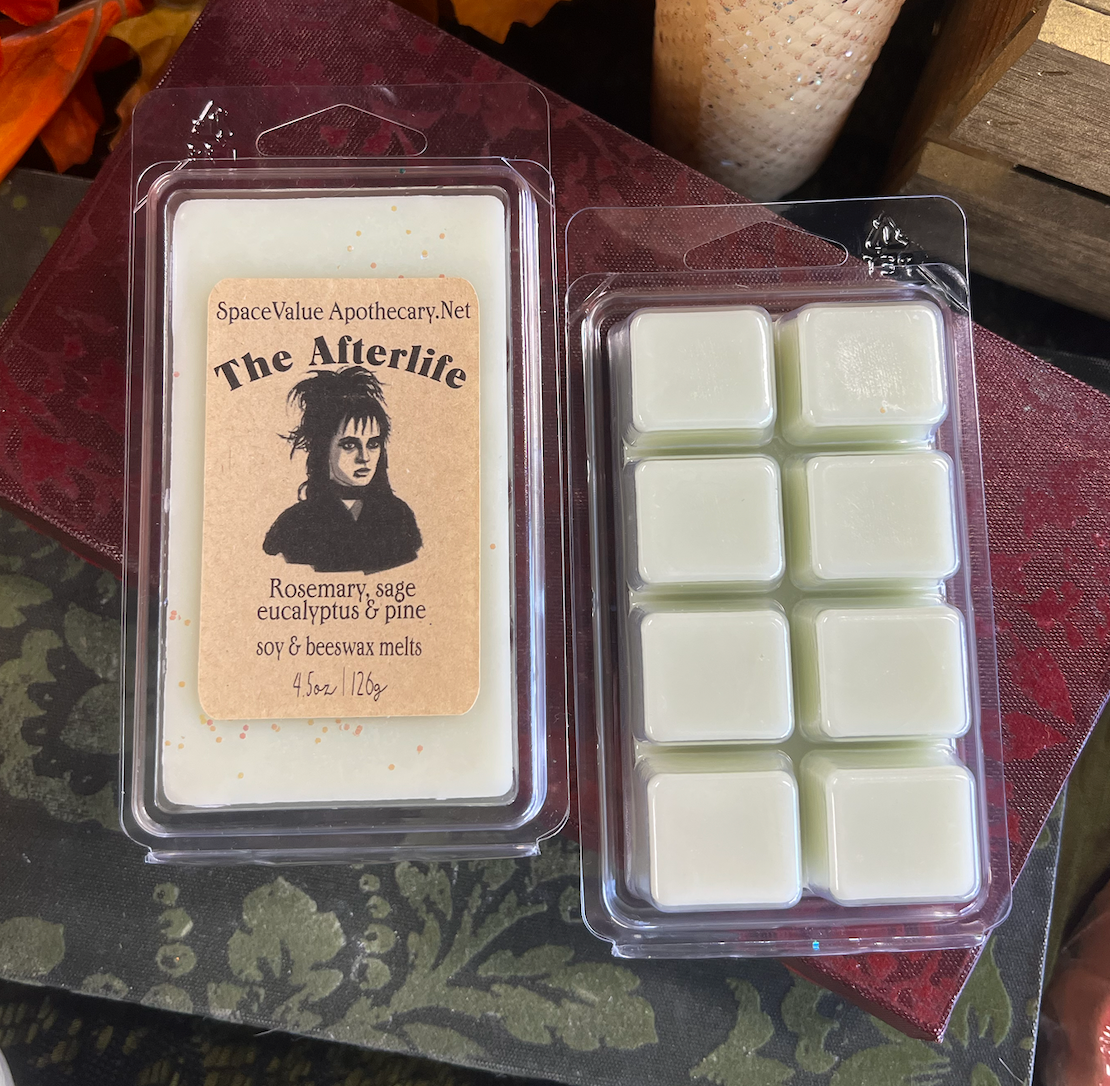 SpaceValue Apothecary.Net
The Afterlife
Rosemary, sage
eucalyptus & pine
soy & beeswax melts
4.5oz | 126g